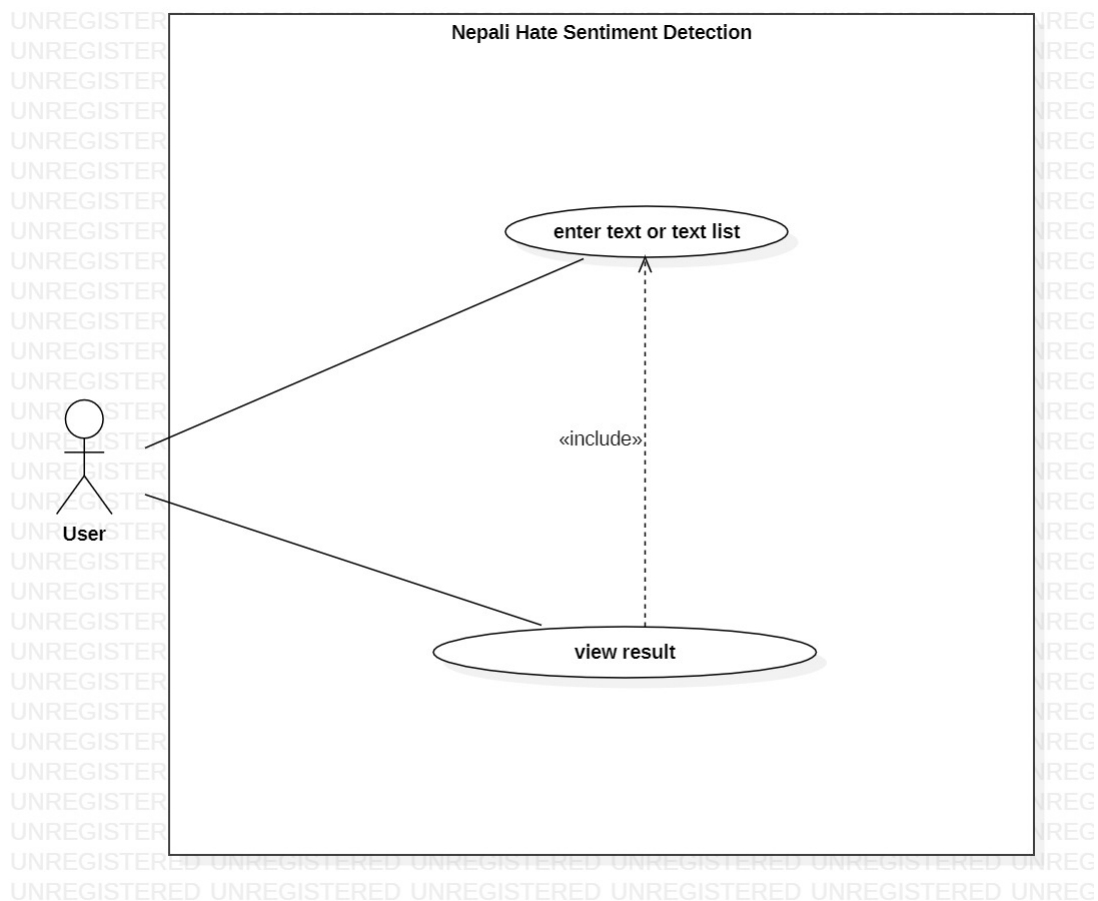 Nepali Hate Sentiment Detection
enter text or text list
«include»
User
view result
UNREGISTERED UNREGISTERED UNREGISTERED UNREGISTERED UNREGISTERED UNREG